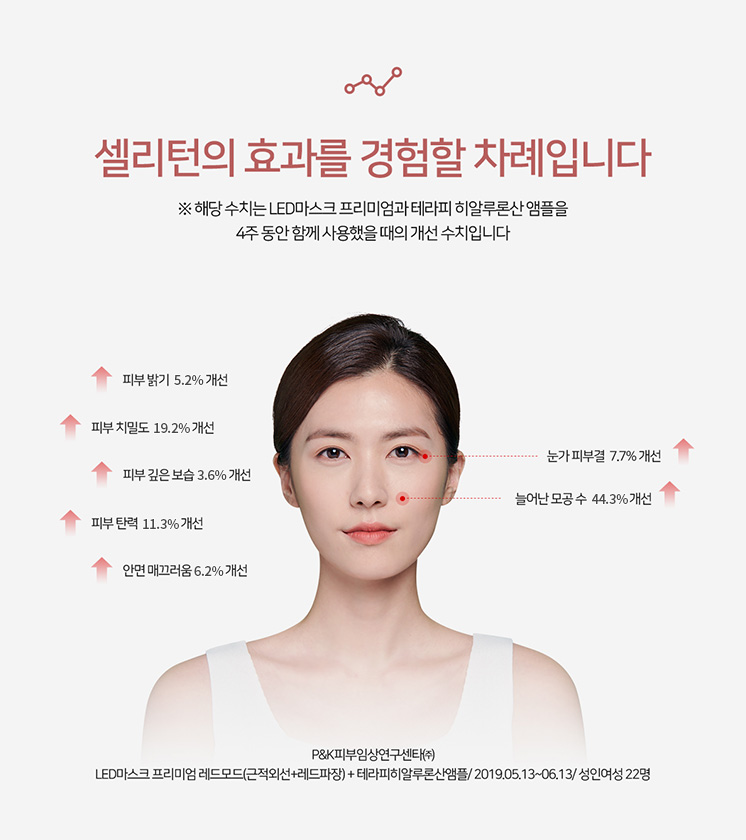 셀리턴의 효과를 경험할 차례입니다
※ 해당 수치는 LED마스크 프리미엄과 테라피 히알루론산 앰플을
4주 동안 함께 사용했을 때의 개선 수치입니다
피부 밝기 5.2% 개선
피부 치밀도 19.2% 개선
피부 깊은 보습 3.6% 개선
피부 탄력 11.3% 개선
안면 매끄러움 6.2% 개선
눈가 피부결 7.7% 개선
늘어난 모공 수 44.3% 개선
P&K피부임상연구센타㈜
LED마스크 프리미엄 레드모드(근적외선+레드파장) + 테라피히알루론산앰플/ 2019.05.13~06.13/ 성인여성 22명